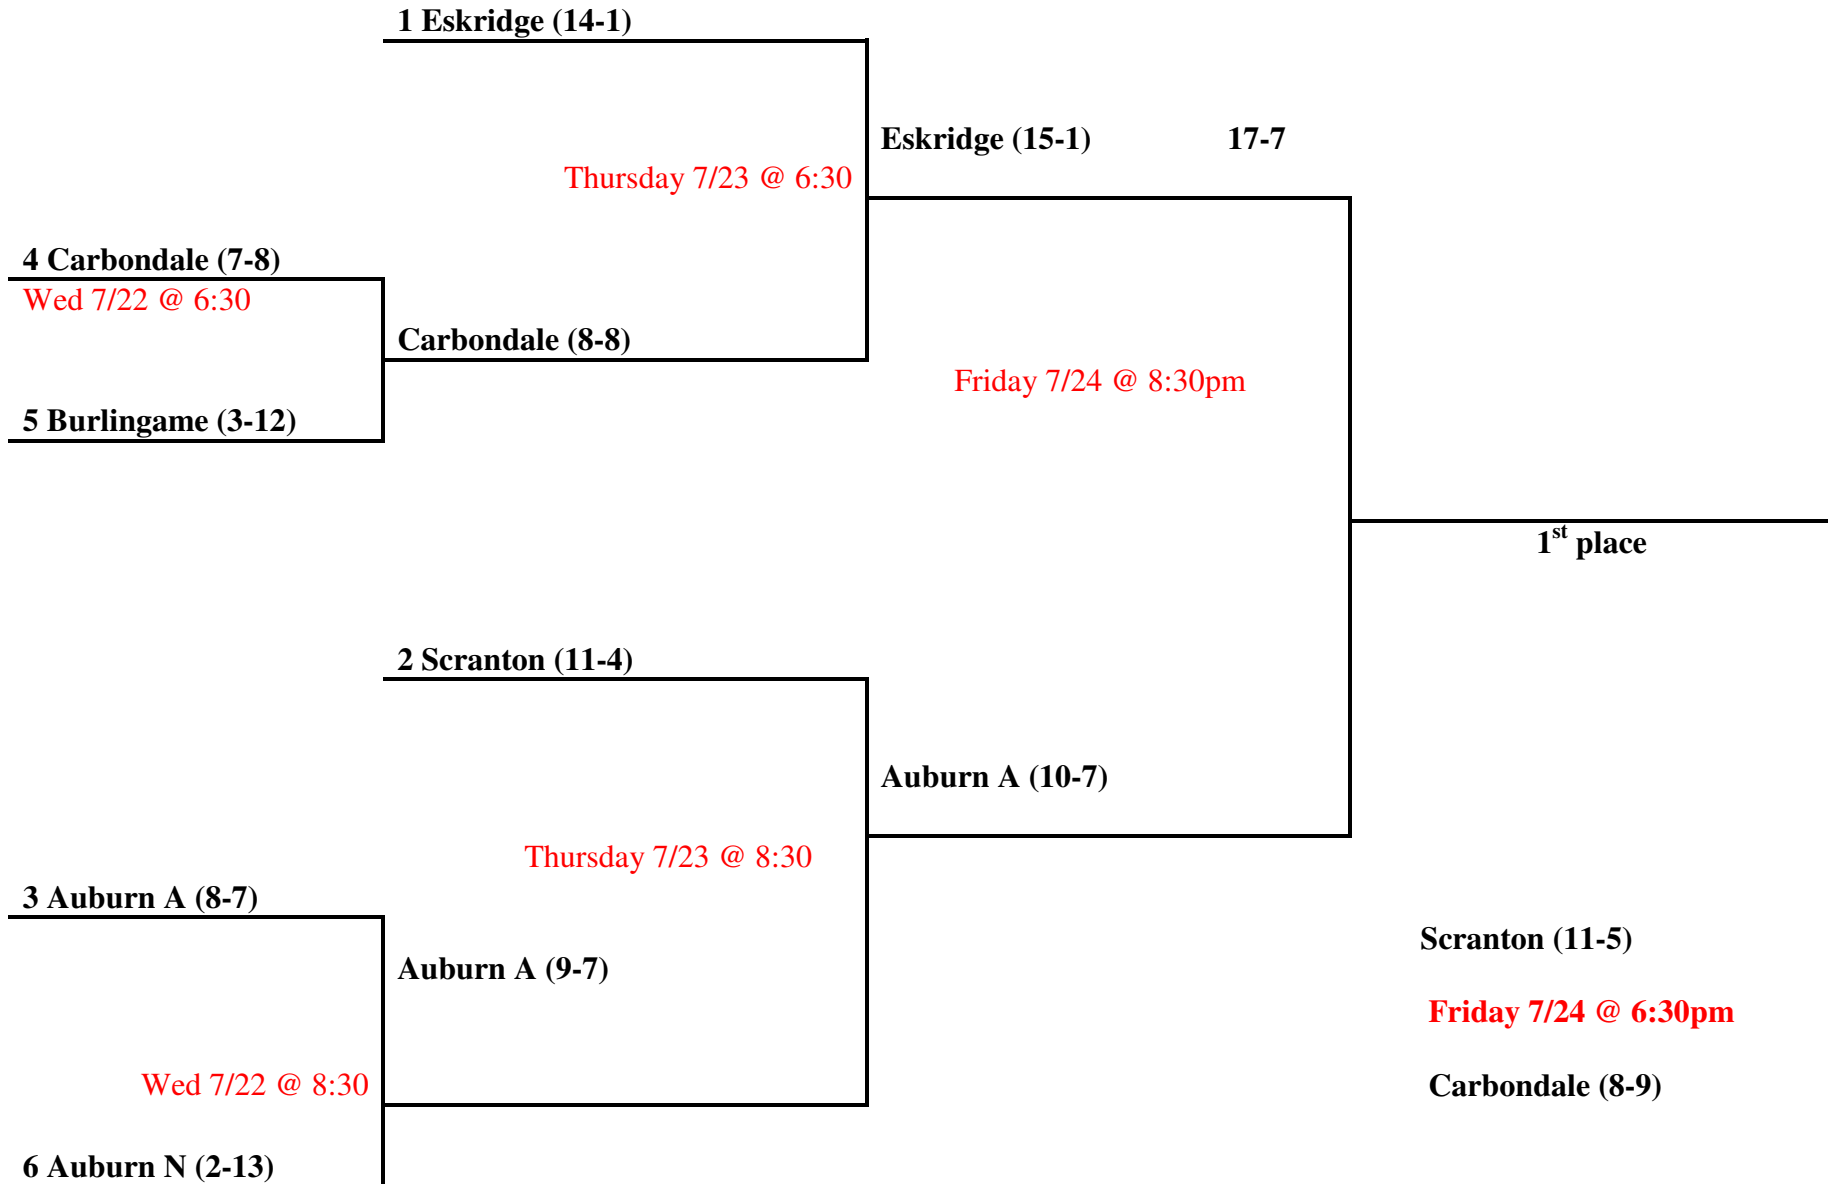 1 Eskridge (14-1)
Eskridge (15-1) 17-7
Thursday 7/23 @ 6:30
4 Carbondale (7-8)
Wed 7/22 @ 6:30
Carbondale (8-8)
Friday 7/24 @ 8:30pm
5 Burlingame (3-12)
1st place
2 Scranton (11-4)
Auburn A (10-7)
Thursday 7/23 @ 8:30
3 Auburn A (8-7)
Scranton (11-5)
Auburn A (9-7)
Friday 7/24 @ 6:30pm
Wed 7/22 @ 8:30
Carbondale (8-9)
6 Auburn N (2-13)